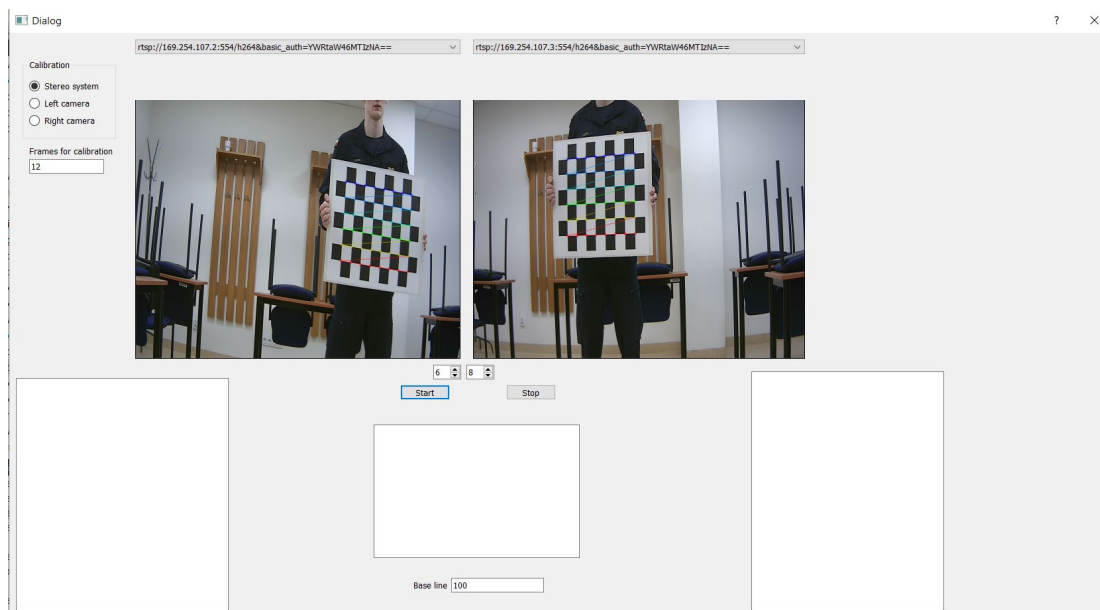 Dialog
?
rtsp://169.254.107.2:554/h264&basic_auth=YWRtaW46MTIzNA==
rtsp://169.254.107.3:554/h264&basic_auth=YWRtaW46MTIzNA==
Calibration
Stereo system
Left camera
Right camera
Frames for calibration
12
6
8
Start
Stop
Base line
100